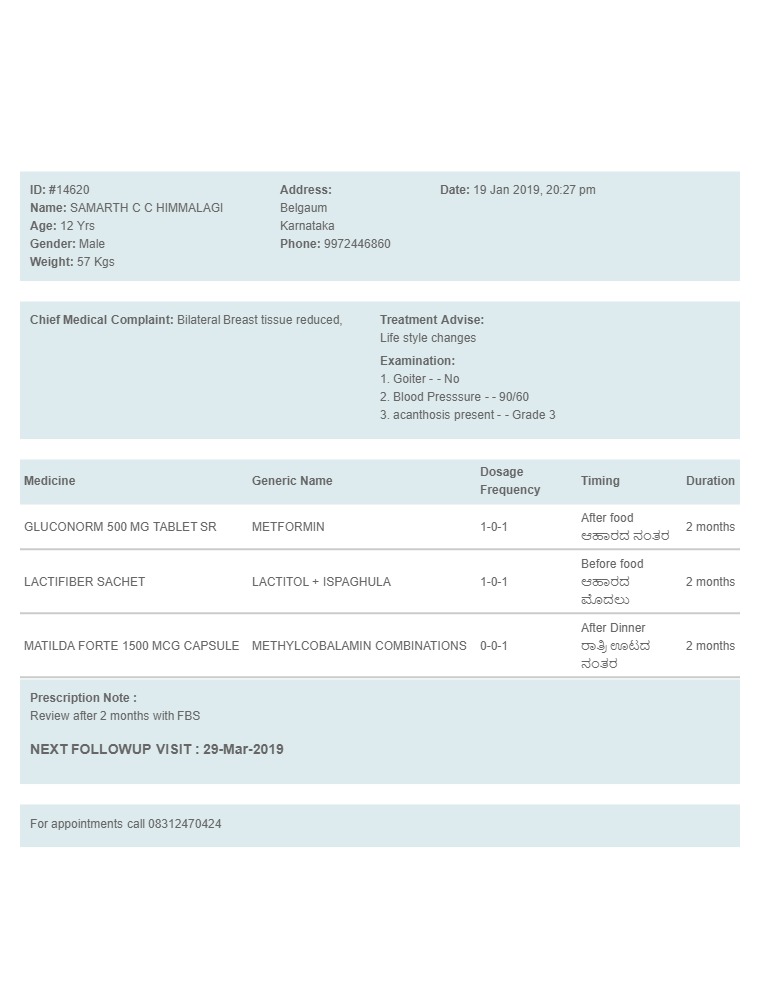 ID: #14620
Name: SAMARTH C C HIMMALAGI
Age: 12 Yrs
Gender: Male
Weight: 57 Kgs
Address:
Belgaum
Karnataka
Phone: 9972446860
Date: 19 Jan 2019, 20:27 pm
Chief Medical Complaint: Bilateral Breast tissue reduced,
Treatment Advise:
Life style changes
Examination:
1. Goiter - - No
2. Blood Presssure - - 90/60
3. acanthosis present - - Grade 3
Medicine Generic Name Dosage Frequency Timing Duration
GLUCONORM 500 MG TABLET SR METFORMIN 1-0-1 After food 2 months
ಆಹಾರದ ನಂತರ
LACTIFIBER SACHET LACTITOL + ISPAGHULA 1-0-1 Before food 2 months
ಆಹಾರದ
ಮೊದಲು
MATILDA FORTE 1500 MCG CAPSULE METHYLCOBALAMIN COMBINATIONS 0-0-1 After Dinner 2 months
ರಾತ್ರಿ ಊಟದ
ನಂತರ
Prescription Note :
Review after 2 months with FBS
NEXT FOLLOWUP VISIT : 29-Mar-2019
For appointments call 08312470424